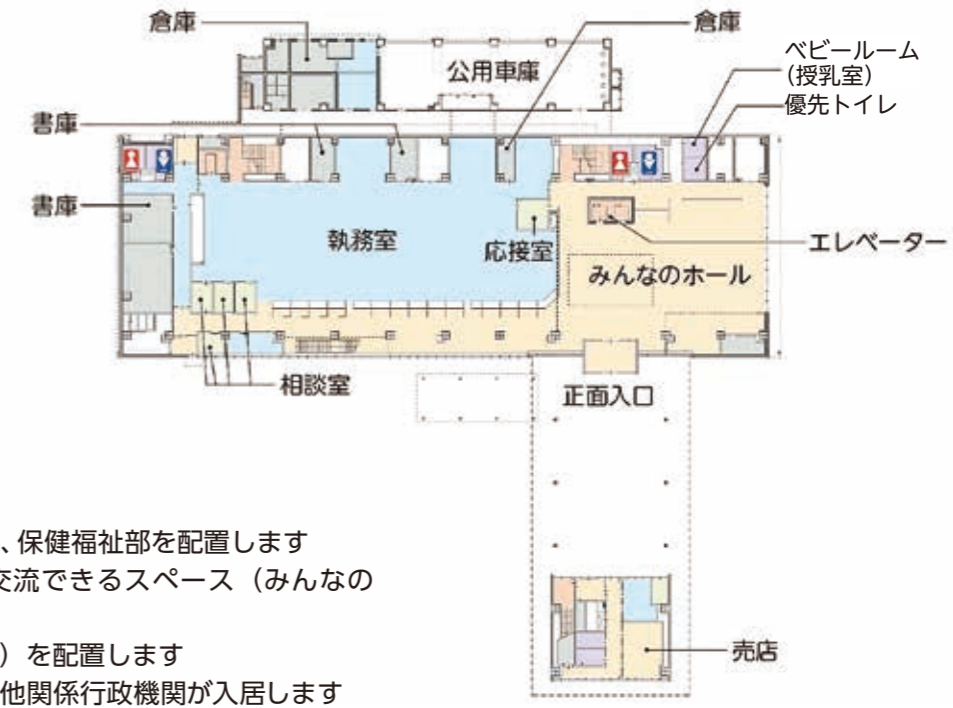 倉庫
倉庫
公用車庫
ベビールーム
(授乳室)
優先トイレ
書庫
書庫
執務室
応接室
エレベーター
みんなのホール
相談室
正面入口
、保健福祉部を配置します
交流できるスペース（みんなの
）を配置します
他関係行政機関が入居します
売店